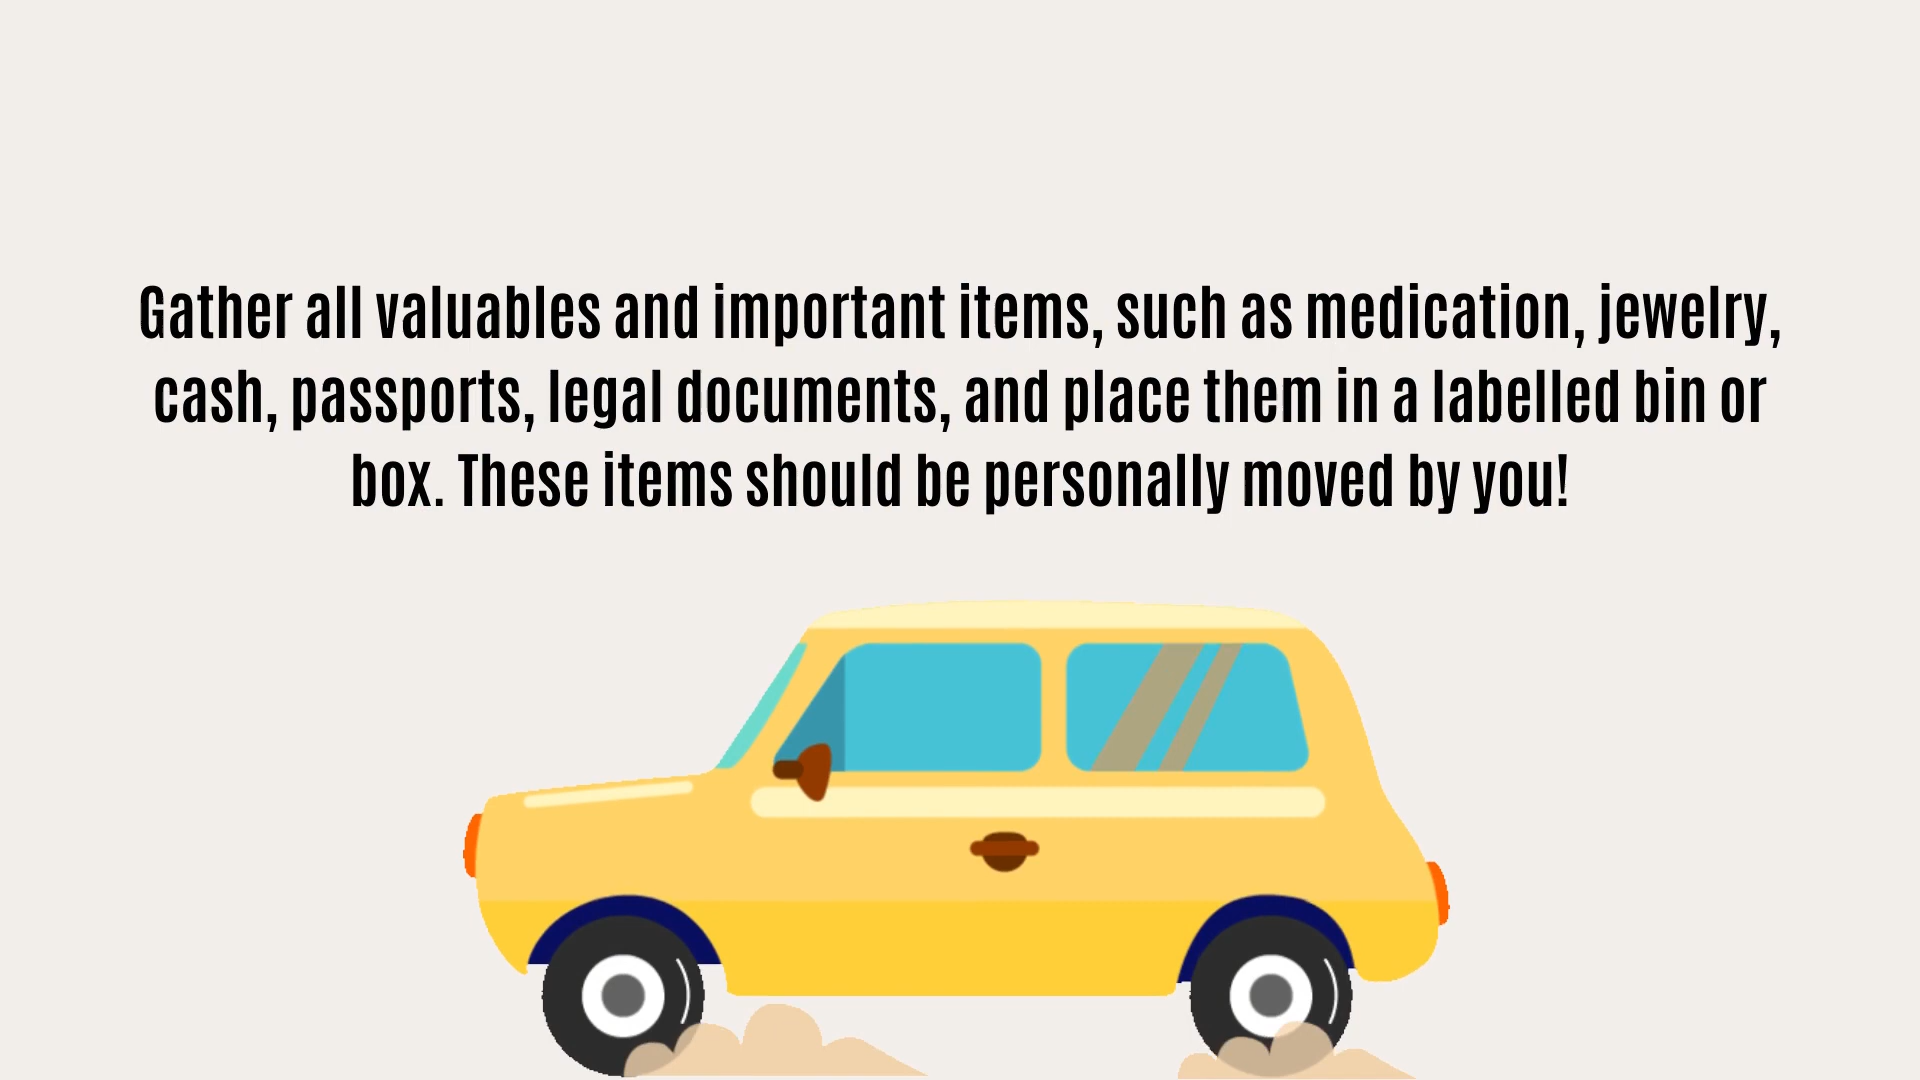 Gather all valuables and important items, such as medication, jewelry,
cash, passports, legal documents, and place them in a labelled bin or
box. These items should be personally moved by you!